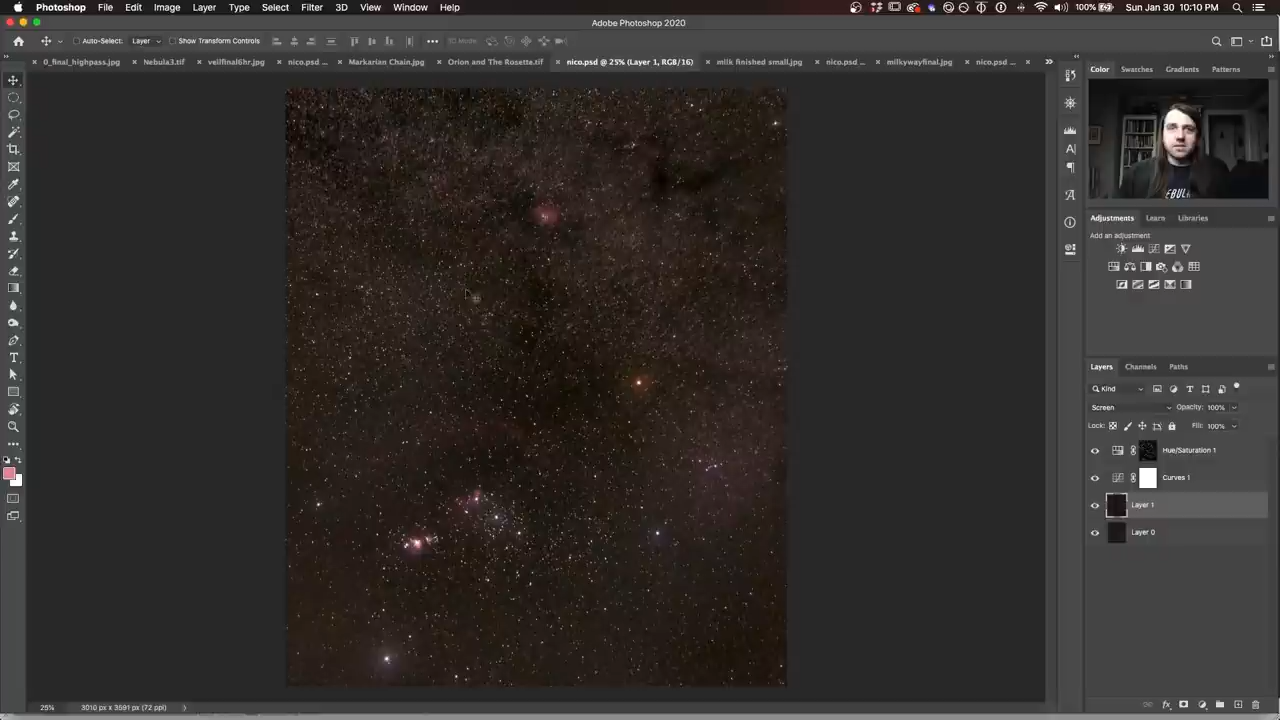 Photoshop File Edit Image Layer Type Select Filter 3D View Window Help 100% Sun Jan 30 10:10 PM
Adobe Photoshop 2020
Auto-Select: Layer Show Transform Controls 3D Mode:
0_final_highpass.jpg Nebula3.tif veilfinal6hr.jpg nico.psd ... Markarian Chain.jpg Orion and The Rosette.tif nico.psd @ 25% (Layer 1, RGB/16) milk finished small.jpg nico.psd ... milkywayfinal.jpg nico.psd ...
Color Swatches Gradients Patterns
Adjustments Learn Libraries
Add an adjustment
Layers Channels Paths
Kind
Screen Opacity: 100%
Lock: Fill: 100%
Hue/Saturation 1
Curves 1
Layer 1
Layer 0
25% 3010 px x 3591 px (72 ppi)